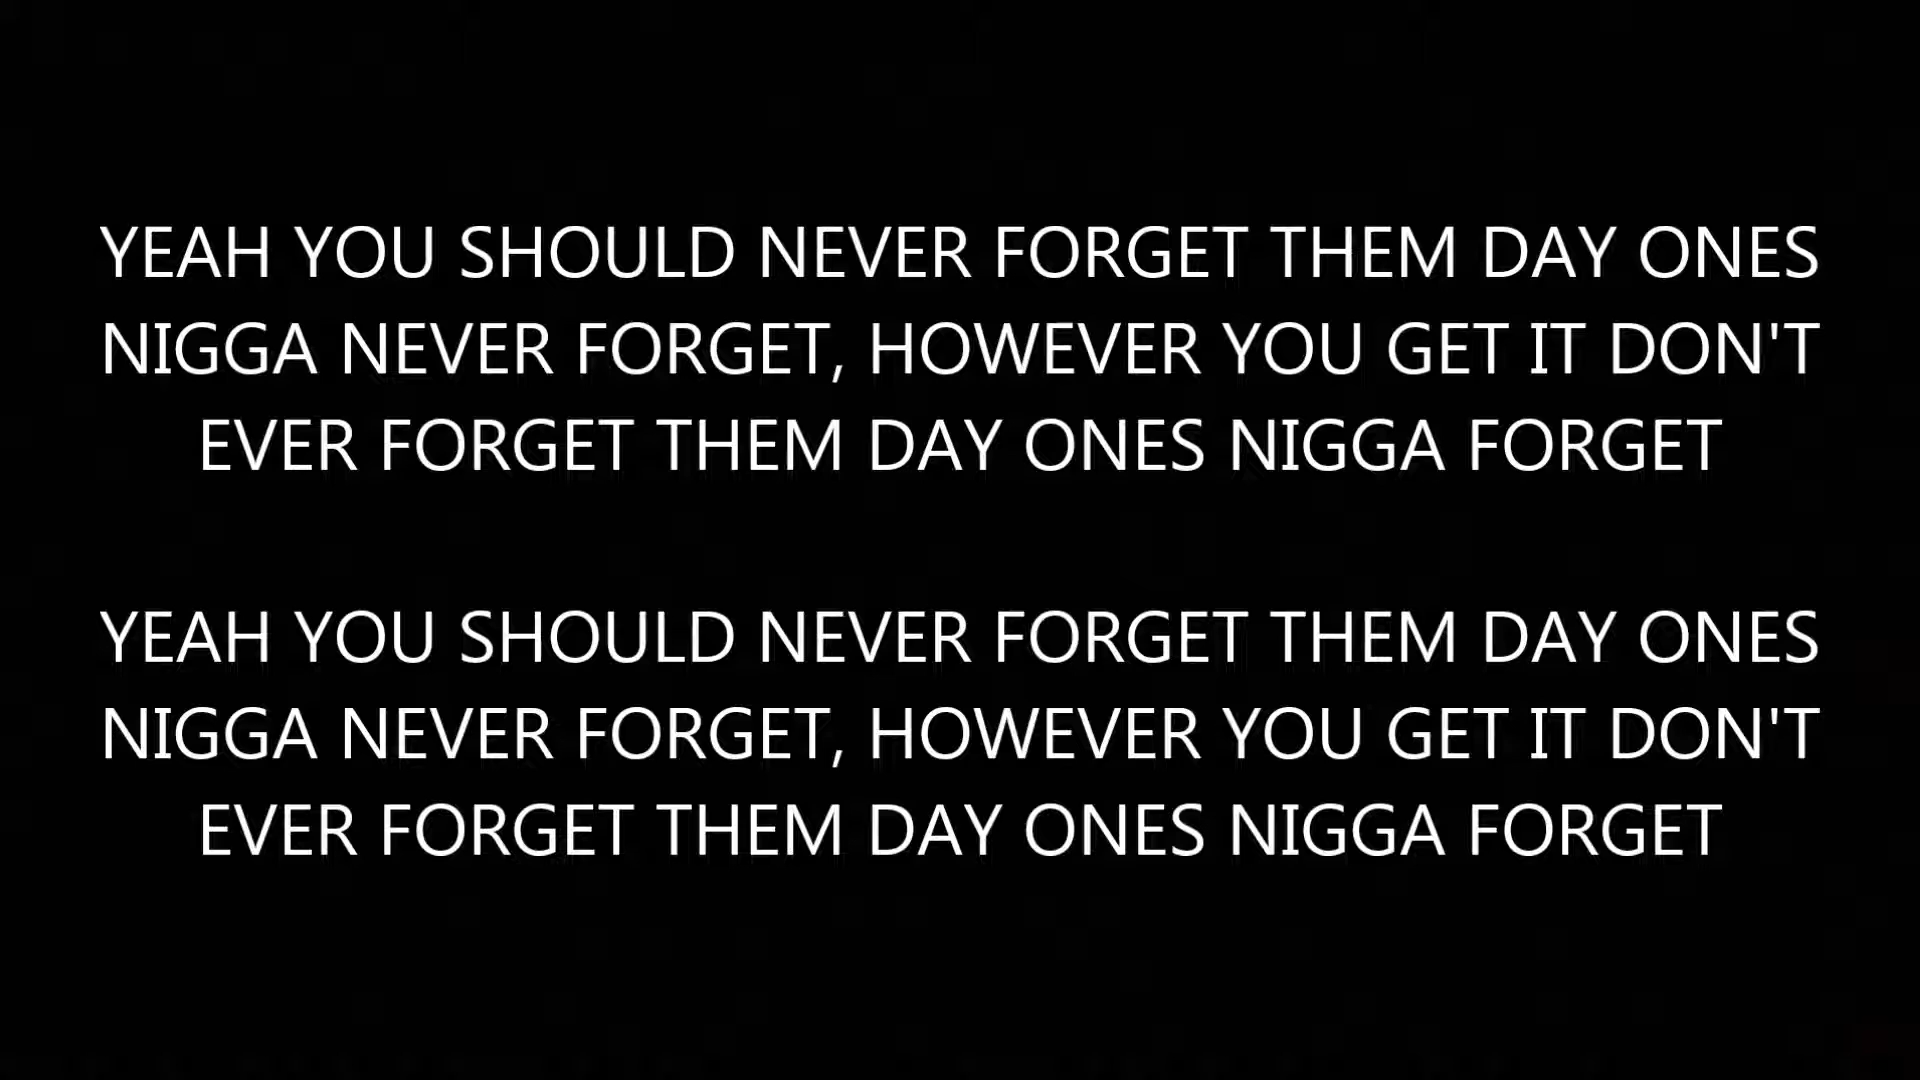 YEAH YOU SHOULD NEVER FORGET THEM DAY ONES
NIGGA NEVER FORGET, HOWEVER YOU GET IT DON'T
EVER FORGET THEM DAY ONES NIGGA FORGET
YEAH YOU SHOULD NEVER FORGET THEM DAY ONES
NIGGA NEVER FORGET, HOWEVER YOU GET IT DON'T
EVER FORGET THEM DAY ONES NIGGA FORGET